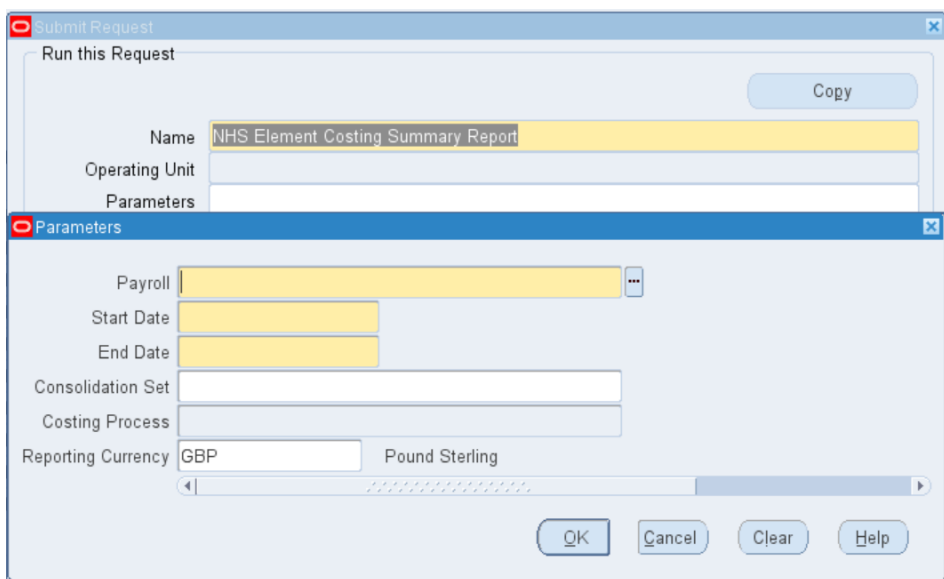 Submit Request
Run this Request
Copy
Name NHS Element Costing Summary Report
Operating Unit
Parameters
Parameters
Payroll
Start Date
End Date
Consolidation Set
Costing Process
Reporting Currency GBP Pound Sterling
OK Cancel Clear Help